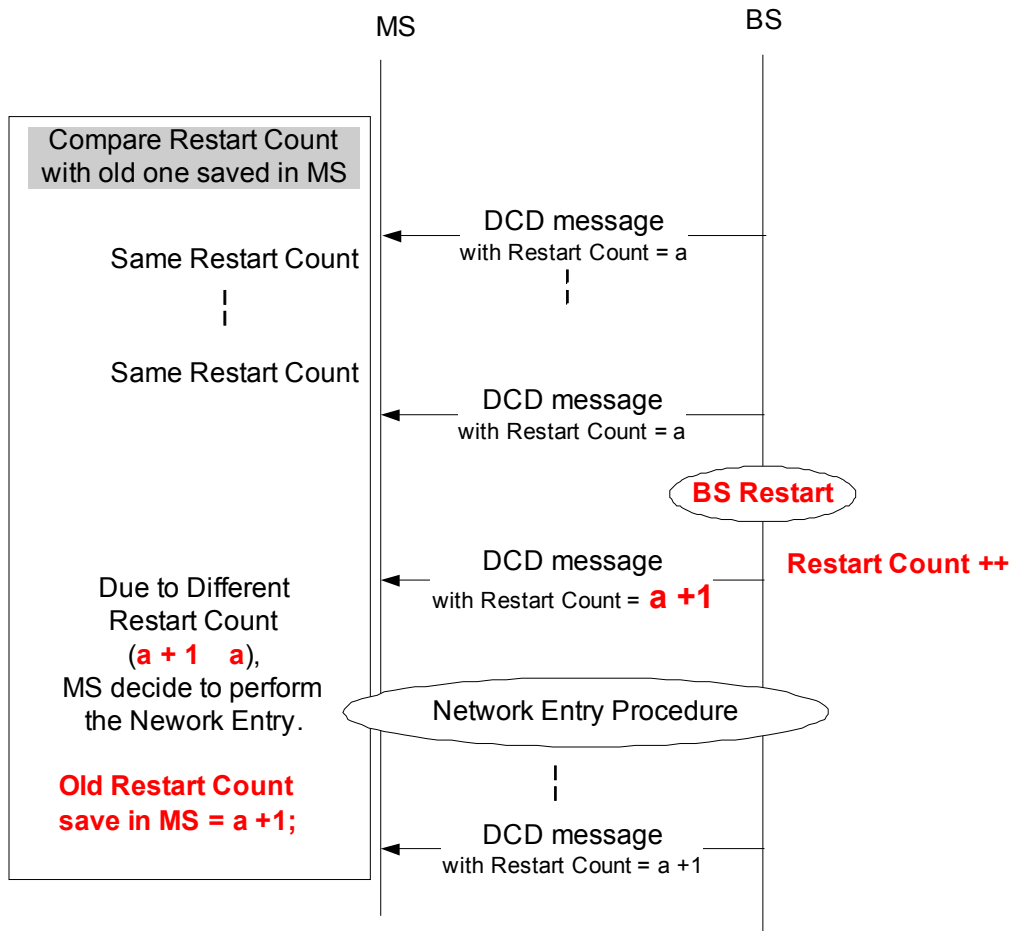 MS
BS
Compare Restart Count
with old one saved in MS
DCD message
with Restart Count = a
Same Restart Count
Same Restart Count
DCD message
with Restart Count = a
BS Restart
Restart Count ++
DCD message
with Restart Count = a +1
Due to Different
Restart Count
(a + 1 a),
MS decide to perform
the Nework Entry.
Network Entry Procedure
Old Restart Count
save in MS = a +1;
DCD message
with Restart Count = a +1